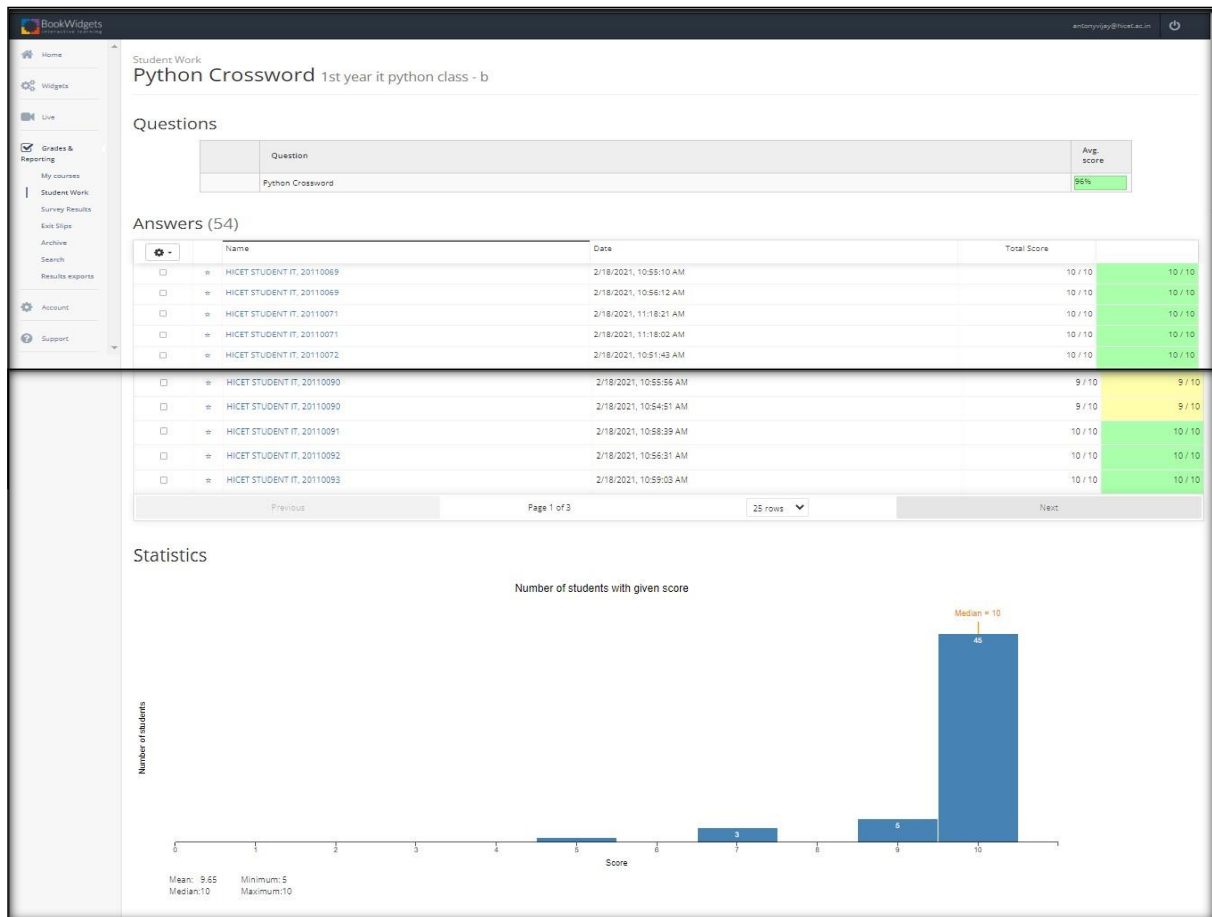 BookWidgets
interactive learning
antonyvijay@hicet.ac.in
Home
Widgets
Live
Grades &
Reporting
My courses
Student Work
Survey Results
Exit Slips
Archive
Search
Results exports
Account
Support
Student Work
Python Crossword 1st year it python class - b
Questions
Question Avg. score
Python Crossword 96%
Answers (54)
Name Date Total Score
HICET STUDENT IT, 20110069 2/18/2021, 10:55:10 AM 10 / 10 10 / 10
HICET STUDENT IT, 20110069 2/18/2021, 10:56:12 AM 10 / 10 10 / 10
HICET STUDENT IT, 20110071 2/18/2021, 11:18:21 AM 10 / 10 10 / 10
HICET STUDENT IT, 20110071 2/18/2021, 11:18:02 AM 10 / 10 10 / 10
HICET STUDENT IT, 20110072 2/18/2021, 10:51:43 AM 10 / 10 10 / 10
HICET STUDENT IT, 20110090 2/18/2021, 10:55:56 AM 9 / 10 9 / 10
HICET STUDENT IT, 20110090 2/18/2021, 10:54:51 AM 9 / 10 9 / 10
HICET STUDENT IT, 20110091 2/18/2021, 10:58:39 AM 10 / 10 10 / 10
HICET STUDENT IT, 20110092 2/18/2021, 10:56:31 AM 10 / 10 10 / 10
HICET STUDENT IT, 20110093 2/18/2021, 10:59:03 AM 10 / 10 10 / 10
Previous Page 1 of 3 25 rows Next
Statistics
Number of students with given score
Median = 10
45
Number of students
3
5
0 1 2 3 4 5 6 7 8 9 10
Score
Mean: 9.65 Minimum:5
Median:10 Maximum:10